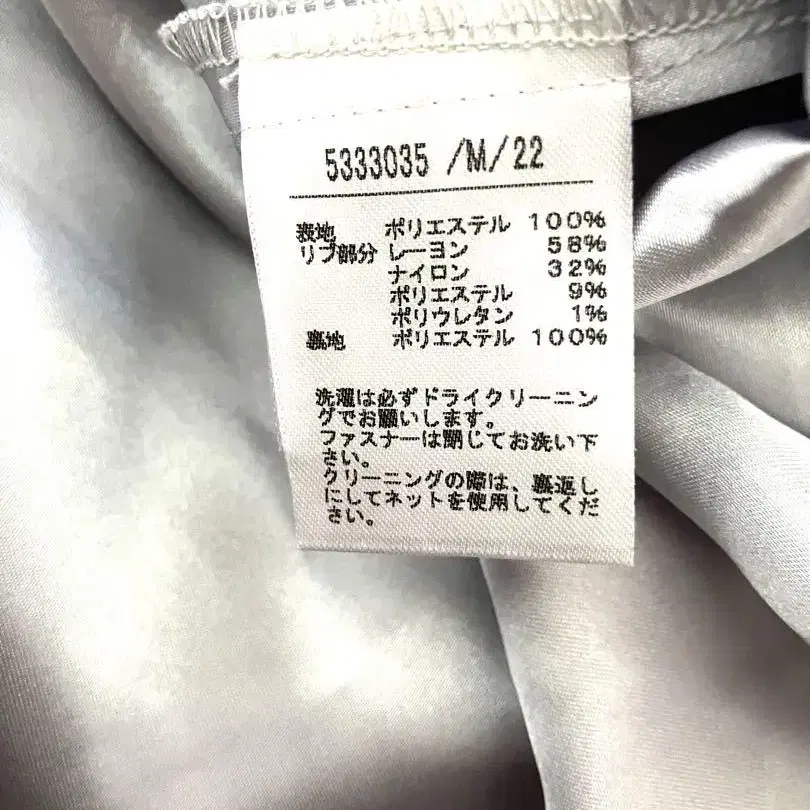 5333035 /M/22
表地 ポリエステル 100%
リブ部分 レーヨン 58%
ナイロン 32%
ポリエステル 9%
ポリウレタン 1%
裏地 ポリエステル 100%
洗濯は必ずドライクリーニン
グでお願いします。
ファスナーは閉じてお洗い下
さい。
クリーニングの際は、裏返し
にしてネットを使用してくだ
さい。